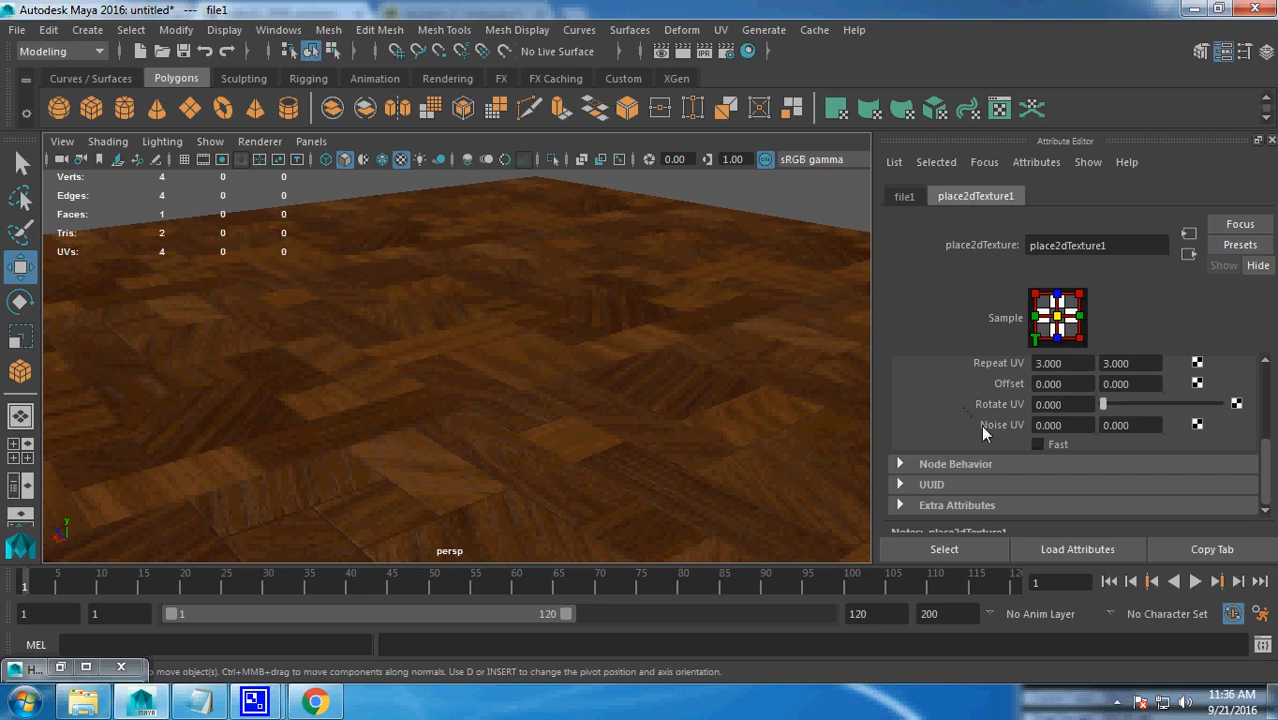 Autodesk Maya 2016: untitled*   ---   file1
File Edit Create Select Modify Display Windows Mesh Edit Mesh Mesh Tools Mesh Display Curves Surfaces Deform UV Generate Cache Help
Modeling No Live Surface
Curves / Surfaces Polygons Sculpting Rigging Animation Rendering FX FX Caching Custom XGen
View Shading Lighting Show Renderer Panels
0.00 1.00 sRGB gamma
Verts: 4 0 0
Edges: 4 0 0
Faces: 1 0 0
Tris: 2 0 0
UVs: 4 0 0
y
persp
Attribute Editor
List Selected Focus Attributes Show Help
file1 place2dTexture1
Focus
place2dTexture: place2dTexture1 Presets
Show Hide
Sample
T
Repeat UV 3.000 3.000
Offset 0.000 0.000
Rotate UV 0.000
Noise UV 0.000 0.000
Fast
Node Behavior
UUID
Extra Attributes
Notes: place2dTexture1
Select Load Attributes Copy Tab
1 5 10 15 20 25 30 35 40 45 50 55 60 65 70 75 80 85 90 95 100 105 110 115 12 1
1 1 1 120 120 200 No Anim Layer No Character Set
MEL
H... to move object(s). Ctrl+MMB+drag to move components along normals. Use D or INSERT to change the pivot position and axis orientation.
MAYA
11:36 AM
9/21/2016